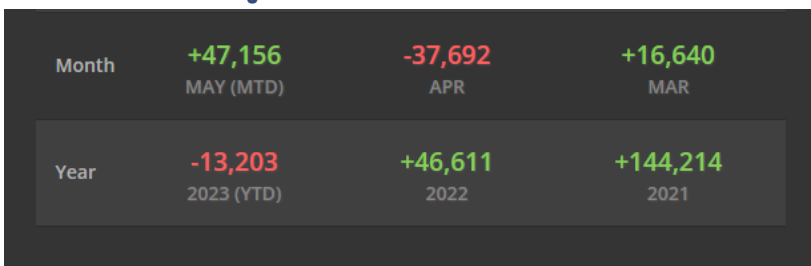 Month +47,156 -37,692 +16,640
MAY (MTD) APR MAR
Year -13,203 +46,611 +144,214
2023 (YTD) 2022 2021